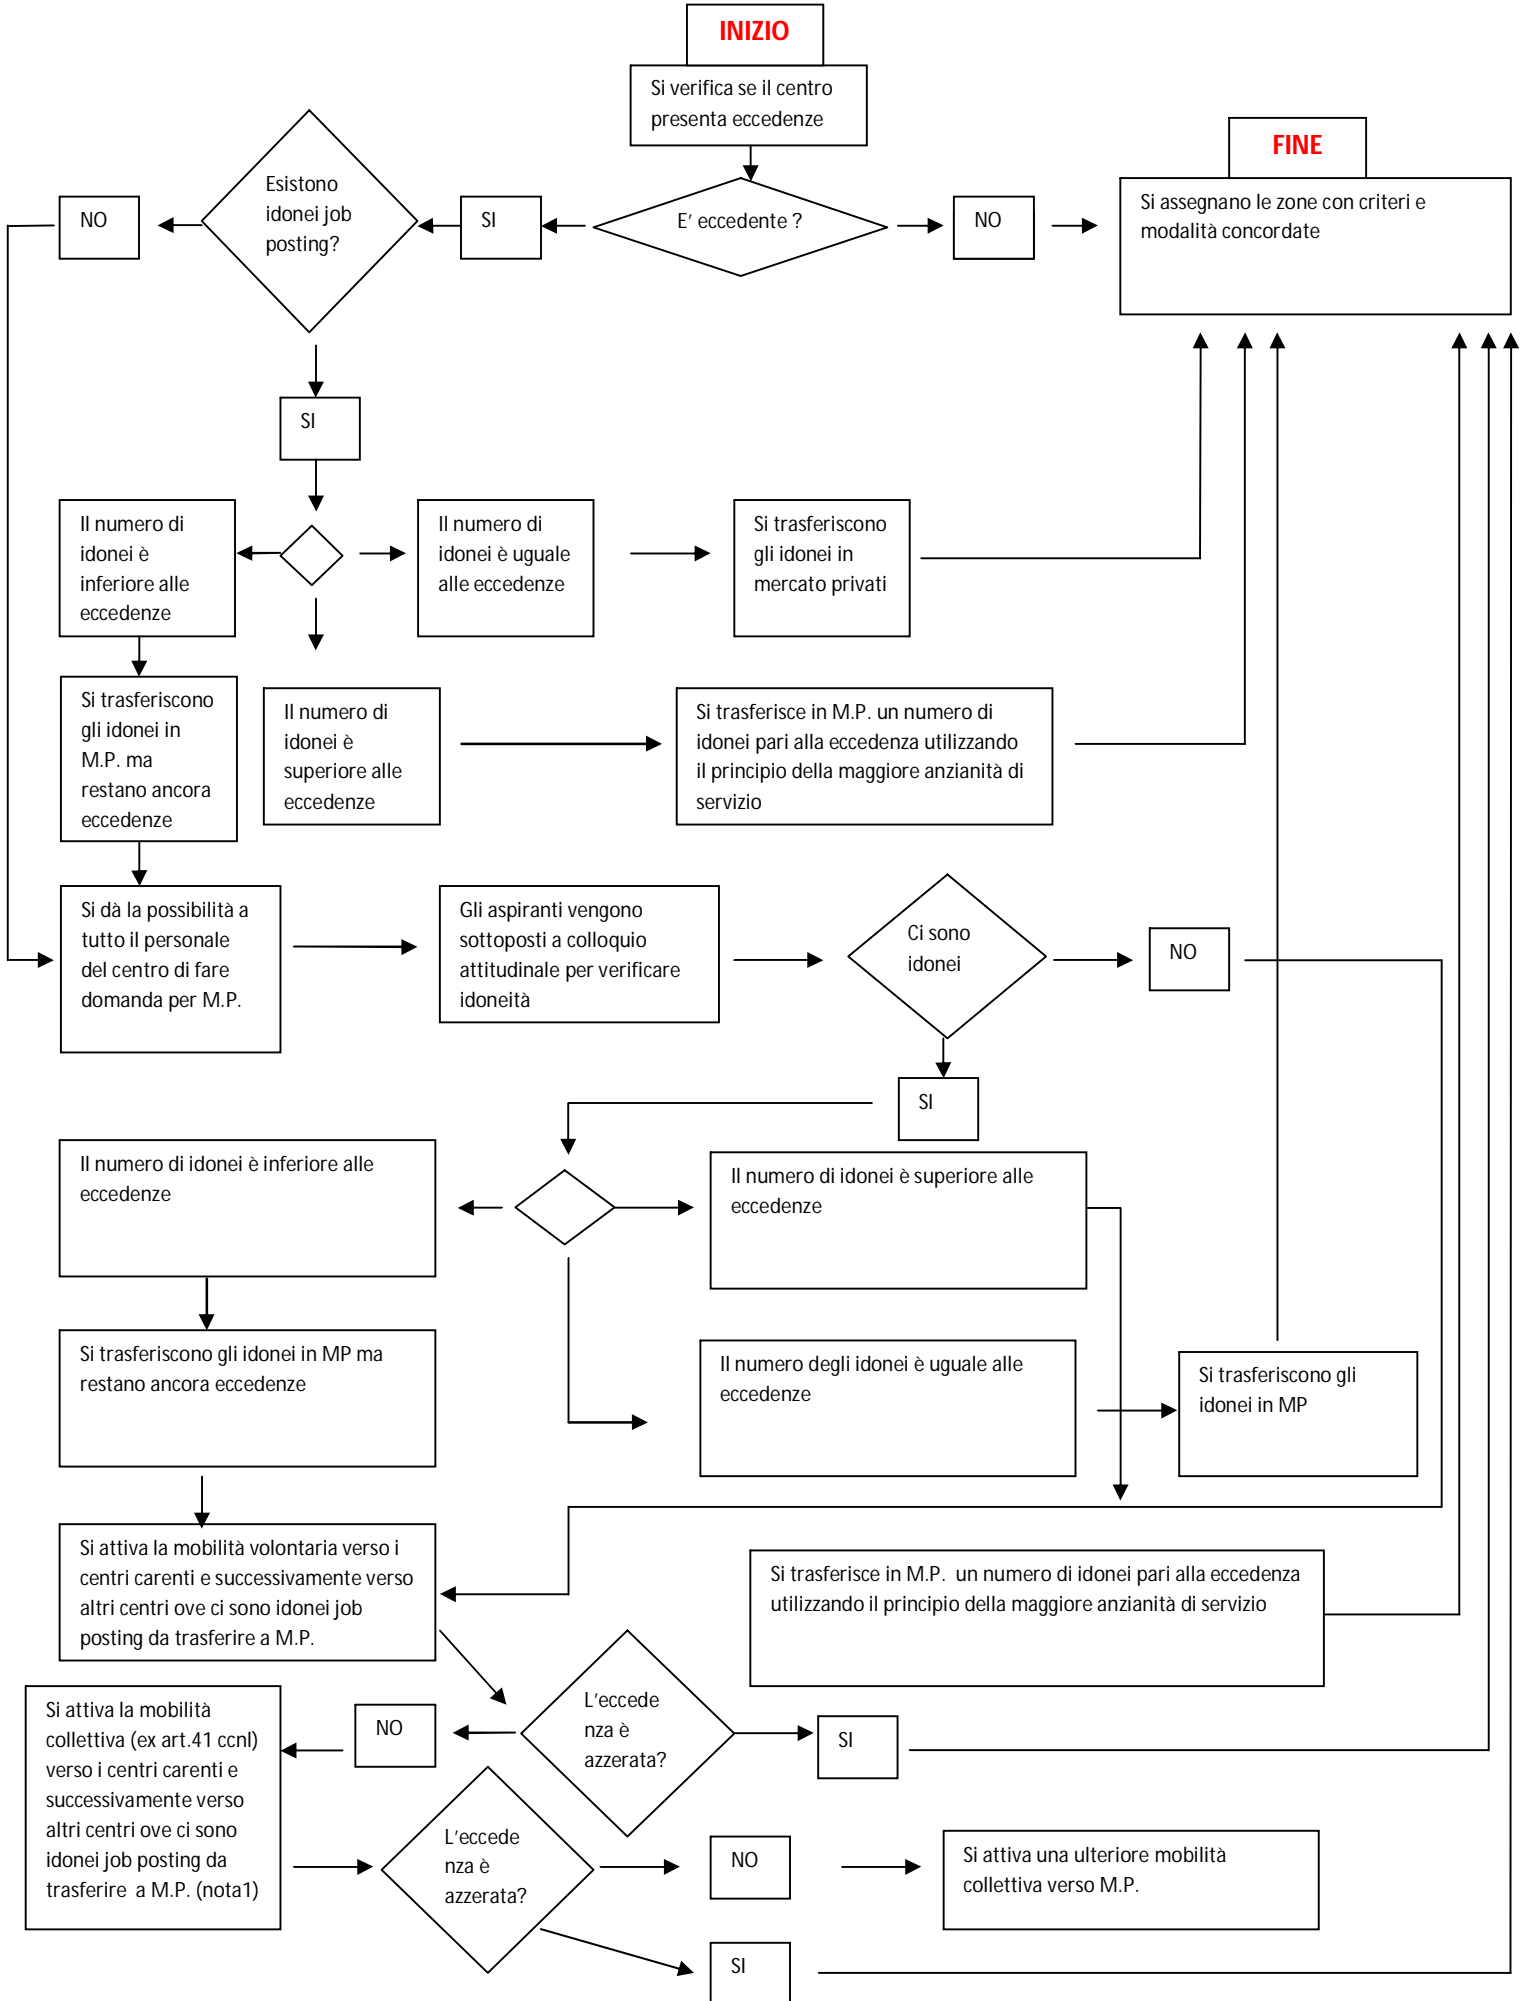 INIZIO
Si verifica se il centro
presenta eccedenze
FINE
Si assegnano le zone con criteri e
modalità concordate
E' eccedente ?
NO
SI
Esistono
idonei job
posting?
NO
SI
Il numero di
idonei è
inferiore alle
eccedenze
Il numero di
idonei è uguale
alle eccedenze
Si trasferiscono
gli idonei in
mercato privati
Si trasferiscono
gli idonei in
M.P. ma
restano ancora
eccedenze
Il numero di
idonei è
superiore alle
eccedenze
Si trasferisce in M.P. un numero di
idonei pari alla eccedenza utilizzando
il principio della maggiore anzianità di
servizio
Si dà la possibilità a
tutto il personale
del centro di fare
domanda per M.P.
Gli aspiranti vengono
sottoposti a colloquio
attitudinale per verificare
idoneità
Ci sono
idonei
NO
SI
Il numero di idonei è inferiore alle
eccedenze
Il numero di idonei è superiore alle
eccedenze
Si trasferiscono gli idonei in MP ma
restano ancora eccedenze
Il numero degli idonei è uguale alle
eccedenze
Si trasferiscono gli
idonei in MP
Si attiva la mobilità volontaria verso i
centri carenti e successivamente verso
altri centri ove ci sono idonei job
posting da trasferire a M.P.
Si trasferisce in M.P.  un numero di idonei pari alla eccedenza
utilizzando il principio della maggiore anzianità di servizio
L'eccede
nza è
azzerata?
NO
SI
Si attiva la mobilità
collettiva (ex art.41 ccnl)
verso i centri carenti e
successivamente verso
altri centri ove ci sono
idonei job posting da
trasferire  a M.P. (nota1)
L'eccede
nza è
azzerata?
NO
Si attiva una ulteriore mobilità
collettiva verso M.P.
SI